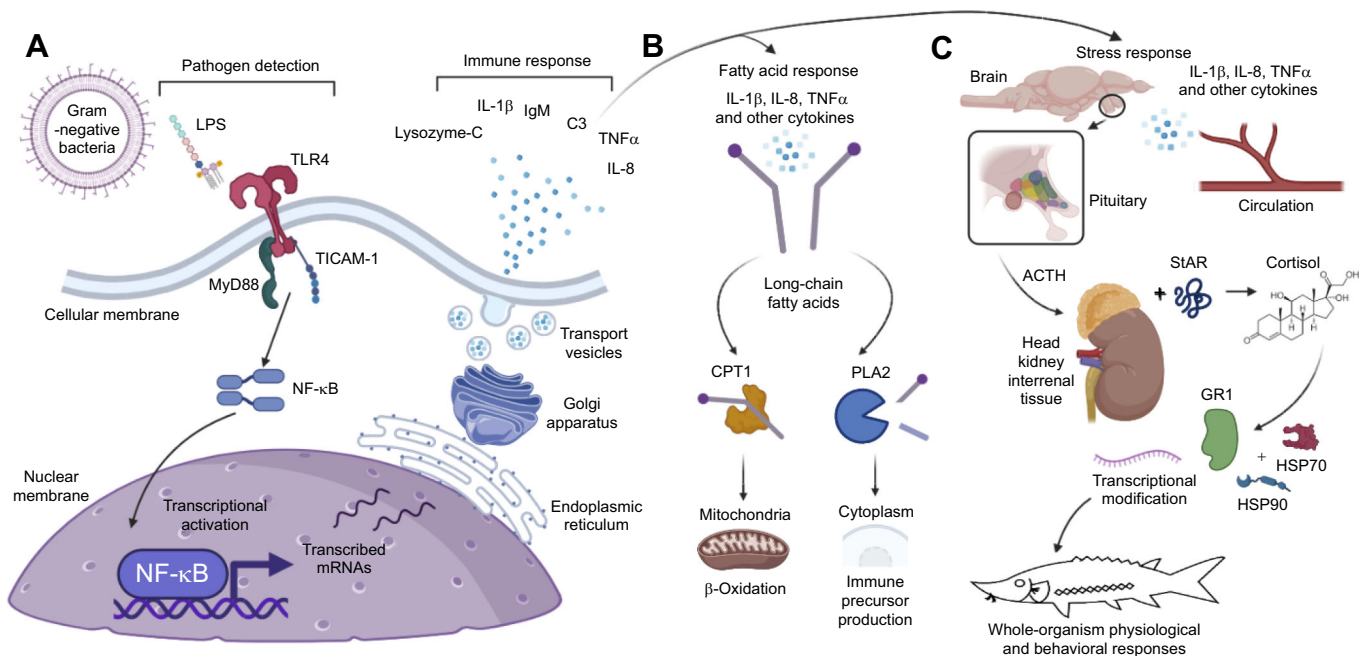 A
Pathogen detection
Immune response
Gram
-negative
bacteria
LPS
TLR4
IL-1β
IgM
Lysozyme-C
C3
TNFα
IL-8
TICAM-1
MyD88
Cellular membrane
Transport
vesicles
NF-κB
Golgi
apparatus
Nuclear
membrane
Transcriptional
activation
Endoplasmic
reticulum
Transcribed
mRNAs
NF-κB
B
Fatty acid response
IL-1β, IL-8, TNFα
and other cytokines
Long-chain
fatty acids
CPT1
PLA2
Mitochondria
Cytoplasm
β-Oxidation
Immune
precursor
production
C
Stress response
Brain
IL-1β, IL-8, TNFα
and other cytokines
Pituitary
Circulation
ACTH
StAR
Cortisol
+
O
OH
HO
OH
H
H
H
O
Head
kidney
interrenal
tissue
GR1
+
HSP70
HSP90
Transcriptional
modification
Whole-organism physiological
and behavioral responses